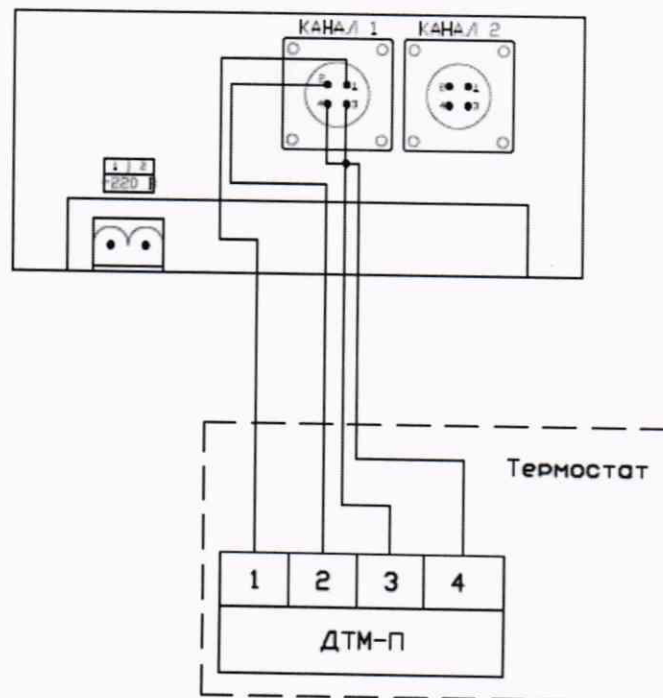 КАНАЛ 1 КАНАЛ 2
2 1 2 1
4 3 4 3
1 2
~220 В
Термостат
1 2 3 4
ДТМ-П